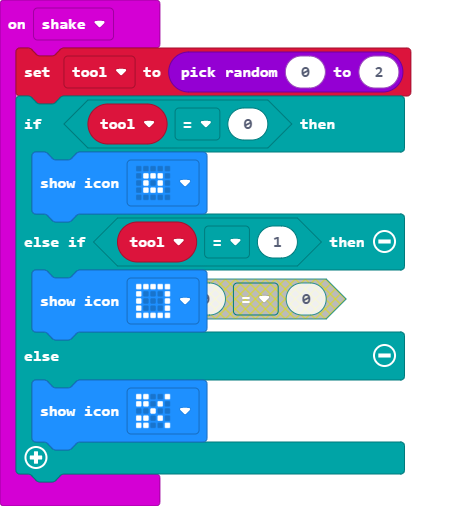 on shake
set tool to pick random 0 to 2
if tool = 0 then
show icon
else if tool = 1 then
show icon = 0
else
show icon